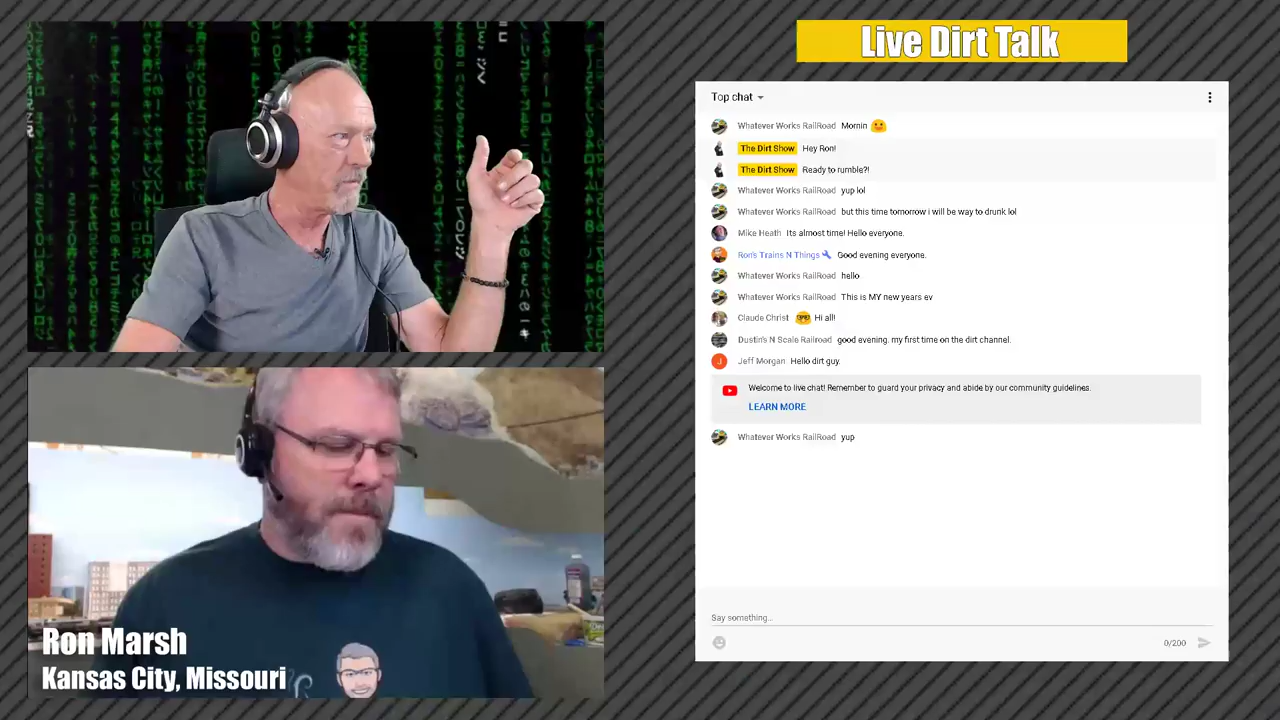 Live Dirt Talk
Top chat
Whatever Works RailRoad Mornin
The Dirt Show Hey Ron!
The Dirt Show Ready to rumble?!
Whatever Works RailRoad yup lol
Whatever Works RailRoad but this time tomorrow i will be way to drunk lol
Mike Heath Its almost time! Hello everyone.
Ron's Trains N Things Good evening everyone.
Whatever Works RailRoad hello
Whatever Works RailRoad This is MY new years ev
Claude Christ Hi all!
Dustin's N Scale Railroad good evening. my first time on the dirt channel.
J Jeff Morgan Hello dirt guy.
Welcome to live chat! Remember to guard your privacy and abide by our community guidelines.
LEARN MORE
Whatever Works RailRoad yup
Say something...
0/200
Ron Marsh
Kansas City, Missouri